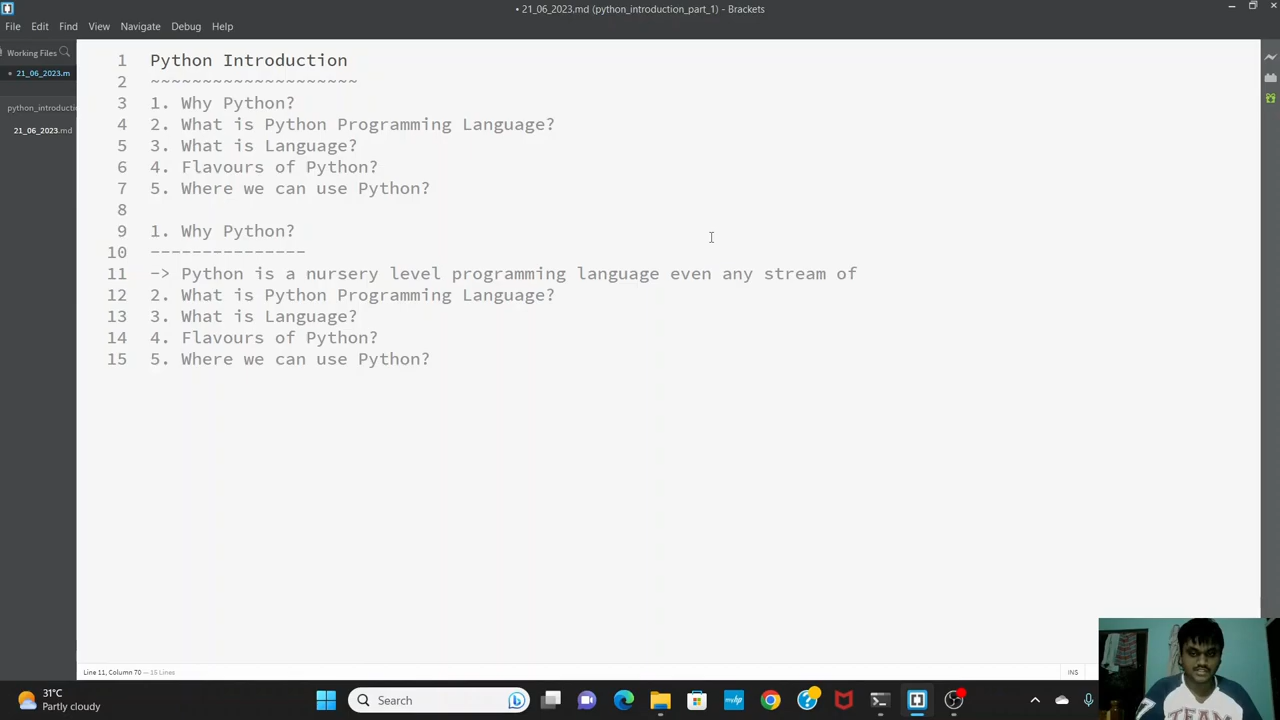 • 21_06_2023.md (python_introduction_part_1) - Brackets
File Edit Find View Navigate Debug Help
Working Files
• 21_06_2023.m
python_introductio
21_06_2023.md
1 Python Introduction
2 ~~~~~~~~~~~~~~~~~~~~
3 1. Why Python?
4 2. What is Python Programming Language?
5 3. What is Language?
6 4. Flavours of Python?
7 5. Where we can use Python?
8
9 1. Why Python?
10 ---------------
11 -> Python is a nursery level programming language even any stream of
12 2. What is Python Programming Language?
13 3. What is Language?
14 4. Flavours of Python?
15 5. Where we can use Python?
Line 11, Column 70 — 15 Lines
INS
31°C
Partly cloudy
Search
TEAM